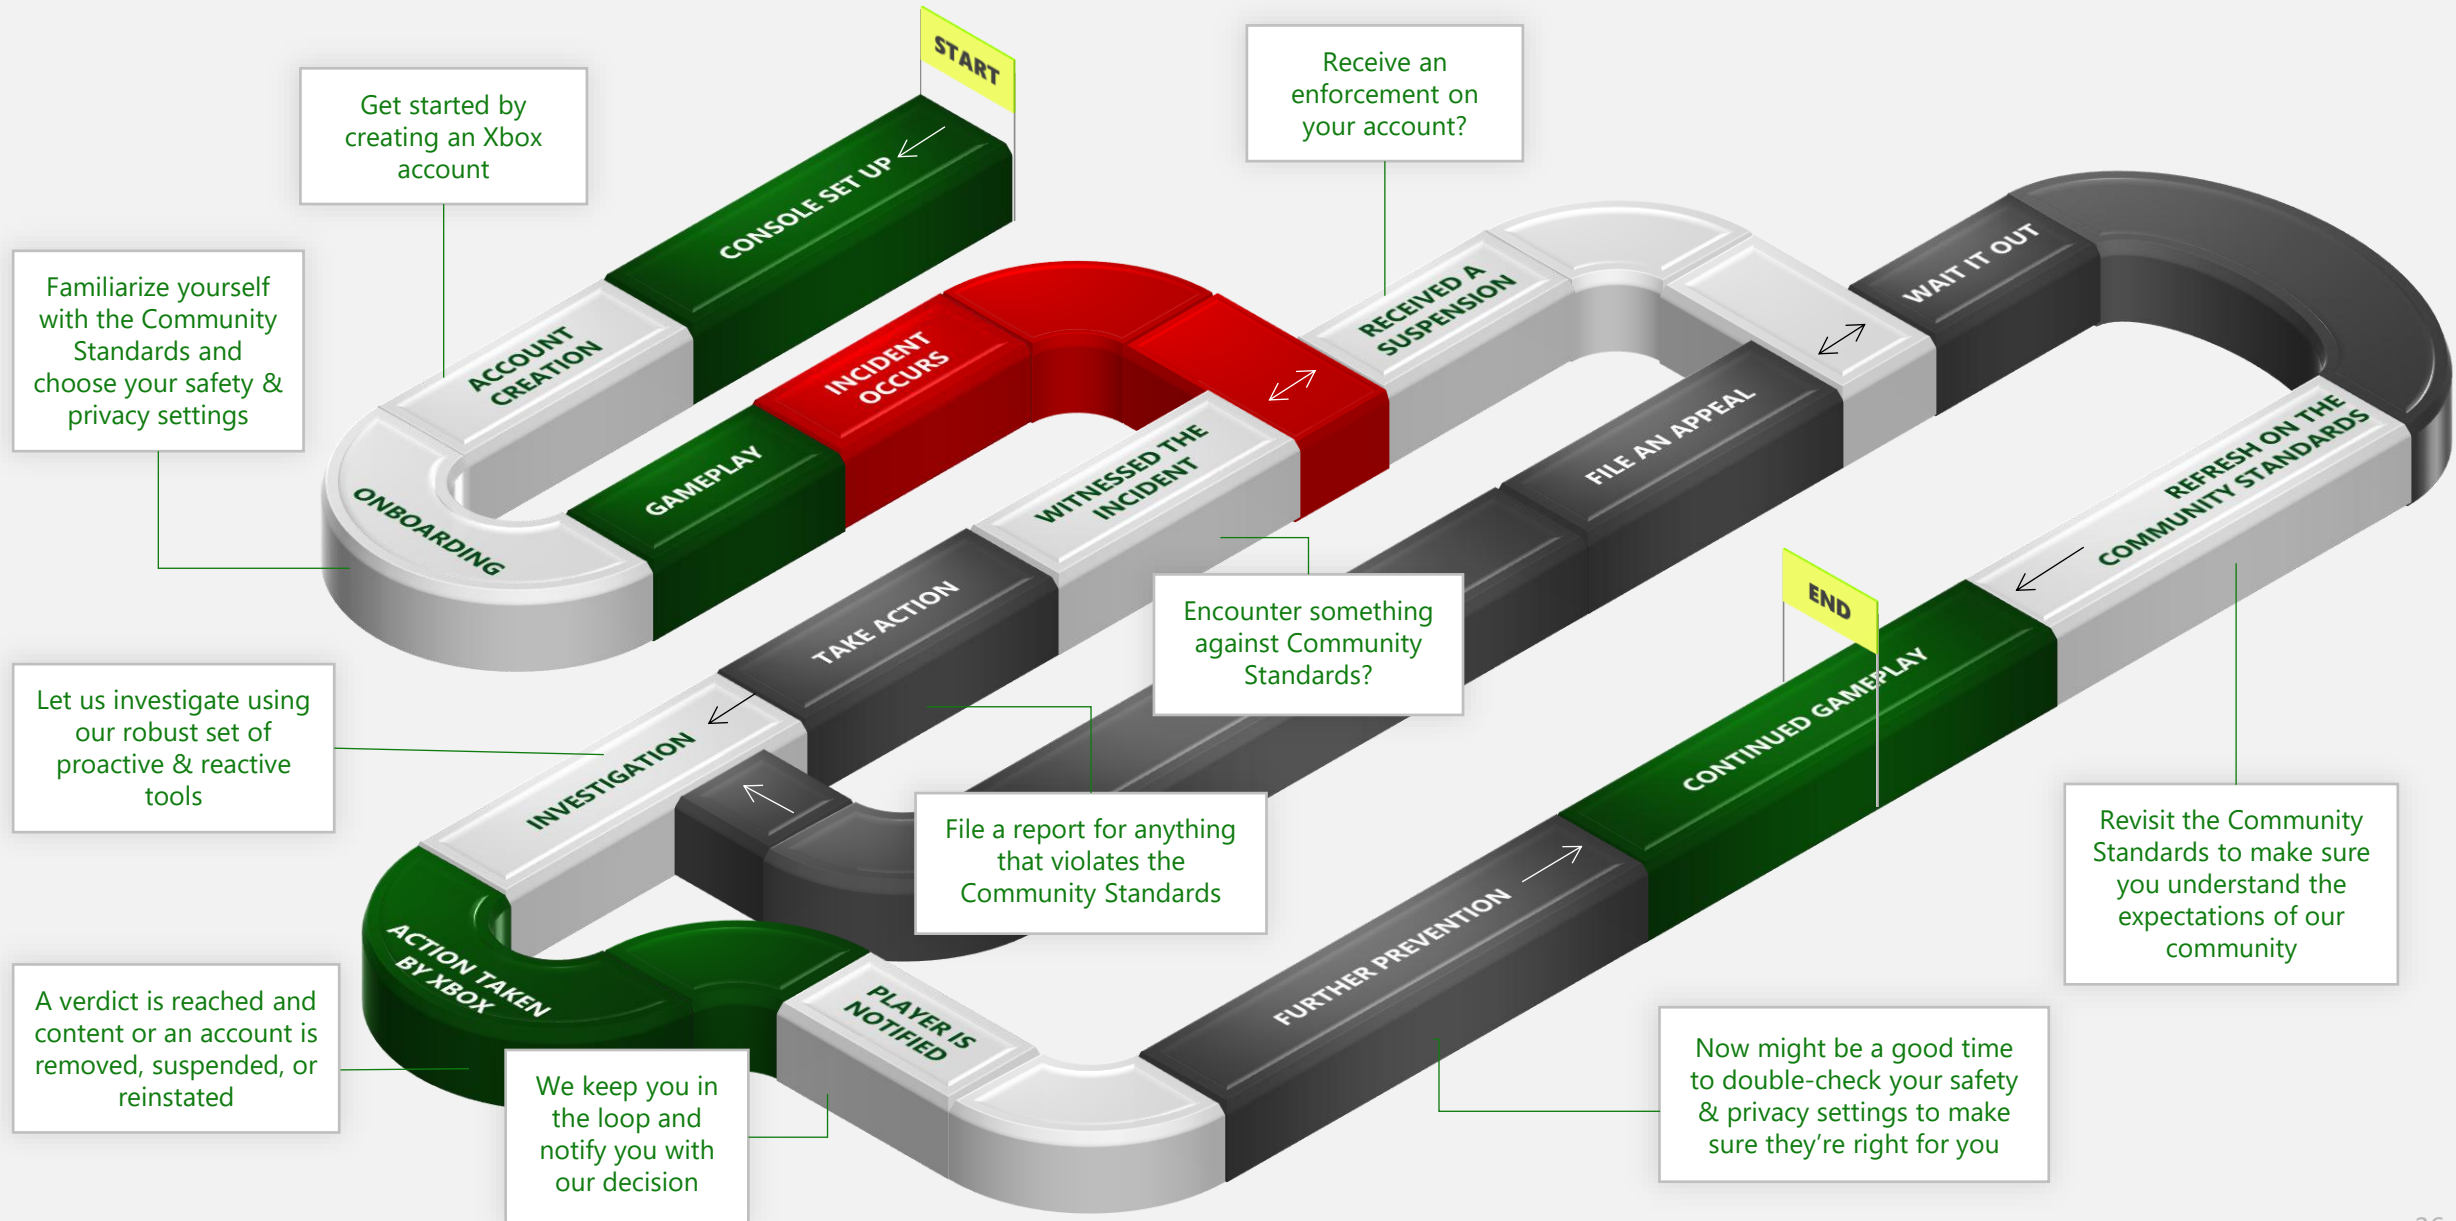 START
CONSOLE SET UP
Get started by
creating an Xbox
account
ACCOUNT
CREATION
Familiarize yourself
with the Community
Standards and
choose your safety &
privacy settings
ONBOARDING
GAMEPLAY
INCIDENT
OCCURS
Receive an
enforcement on
your account?
RECEIVED A
SUSPENSION
WAIT IT OUT
FILE AN APPEAL
REFRESH ON THE
COMMUNITY STANDARDS
WITNESSED THE
INCIDENT
Encounter something
against Community
Standards?
TAKE ACTION
File a report for anything
that violates the
Community Standards
INVESTIGATION
Let us investigate using
our robust set of
proactive & reactive
tools
ACTION TAKEN
BY XBOX
A verdict is reached and
content or an account is
removed, suspended, or
reinstated
PLAYER IS
NOTIFIED
We keep you in
the loop and
notify you with
our decision
FURTHER PREVENTION
Now might be a good time
to double-check your safety
& privacy settings to make
sure they're right for you
END
CONTINUED GAMEPLAY
Revisit the Community
Standards to make sure
you understand the
expectations of our
community